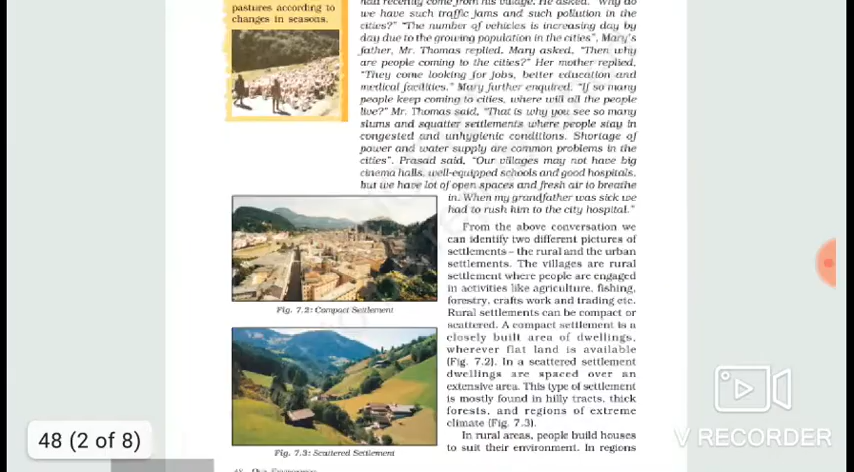 pastures according to
changes in seasons.
had recently come from his village. He asked. "Why do
we have such traffic jams and such pollution in the
cities?" "The number of vehicles is increasing day by
day due to the growing population in the cities", Mary's
father, Mr. Thomas replied. Mary asked, "Then why
are people coming to the cities?" Her mother replied,
"They come looking for jobs, better education and
medical facilities." Mary further enquired, "If so many
people keep coming to cities, where will all the people
live?" Mr. Thomas said, "That is why you see so many
slums and squatter settlements where people stay in
congested and unhygienic conditions. Shortage of
power and water supply are common problems in the
cities". Prasad said, "Our villages may not have big
cinema halls, well-equipped schools and good hospitals,
but we have lot of open spaces and fresh air to breathe
in. When my grandfather was sick we
had to rush him to the city hospital."
Fig. 7.2: Compact Settlement
From the above conversation we
can identify two different pictures of
settlements – the rural and the urban
settlements. The villages are rural
settlement where people are engaged
in activities like agriculture, fishing,
forestry, crafts work and trading etc.
Rural settlements can be compact or
scattered. A compact settlement is a
closely built area of dwellings,
wherever flat land is available
(Fig. 7.2). In a scattered settlement
dwellings are spaced over an
extensive area. This type of settlement
is mostly found in hilly tracts, thick
forests, and regions of extreme
climate (Fig. 7.3).
Fig. 7.3: Scattered Settlement
In rural areas, people build houses
to suit their environment. In regions
48 Our Environment
48 (2 of 8)
V RECORDER